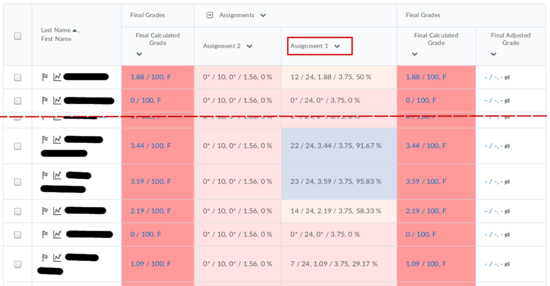 Final Grades Assignments Final Grades
Last Name ,
First Name
Final Calculated
Grade
Assignment 2
Assignment 1
Final Calculated
Grade
Final Adjusted
Grade
1.88 / 100, F 0* / 10, 0* / 1.56, 0 % 12 / 24, 1.88 / 3.75, 50 % 1.88 / 100, F - / -, -
0 / 100, F 0* / 10, 0* / 1.56, 0 % 0* / 24, 0* / 3.75, 0 % 0 / 100, F - / -, -
3.44 / 100, F 0* / 10, 0* / 1.56, 0 % 22 / 24, 3.44 / 3.75, 91.67 % 3.44 / 100, F - / -, -
3.59 / 100, F 0* / 10, 0* / 1.56, 0 % 23 / 24, 3.59 / 3.75, 95.83 % 3.59 / 100, F - / -, -
2.19 / 100, F 0* / 10, 0* / 1.56, 0 % 14 / 24, 2.19 / 3.75, 58.33 % 2.19 / 100, F - / -, -
0 / 100, F 0* / 10, 0* / 1.56, 0 % 0* / 24, 0* / 3.75, 0 % 0 / 100, F - / -, -
1.09 / 100, F 0* / 10, 0* / 1.56, 0 % 7 / 24, 1.09 / 3.75, 29.17 % 1.09 / 100, F - / -, -